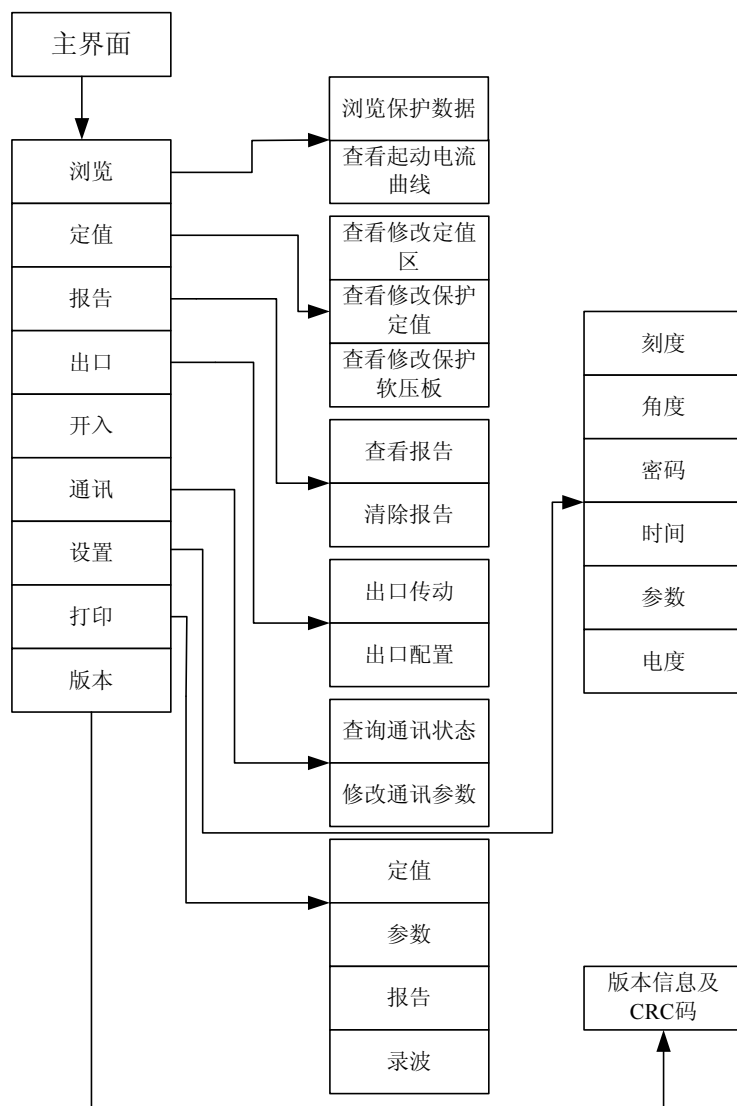 主界面
浏览
定值
报告
出口
开入
通讯
设置
打印
版本
浏览保护数据
查看起动电流
曲线
查看修改定值
区
查看修改保护
定值
查看修改保护
软压板
查看报告
清除报告
出口传动
出口配置
查询通讯状态
修改通讯参数
定值
参数
报告
录波
刻度
角度
密码
时间
参数
电度
版本信息及
CRC码